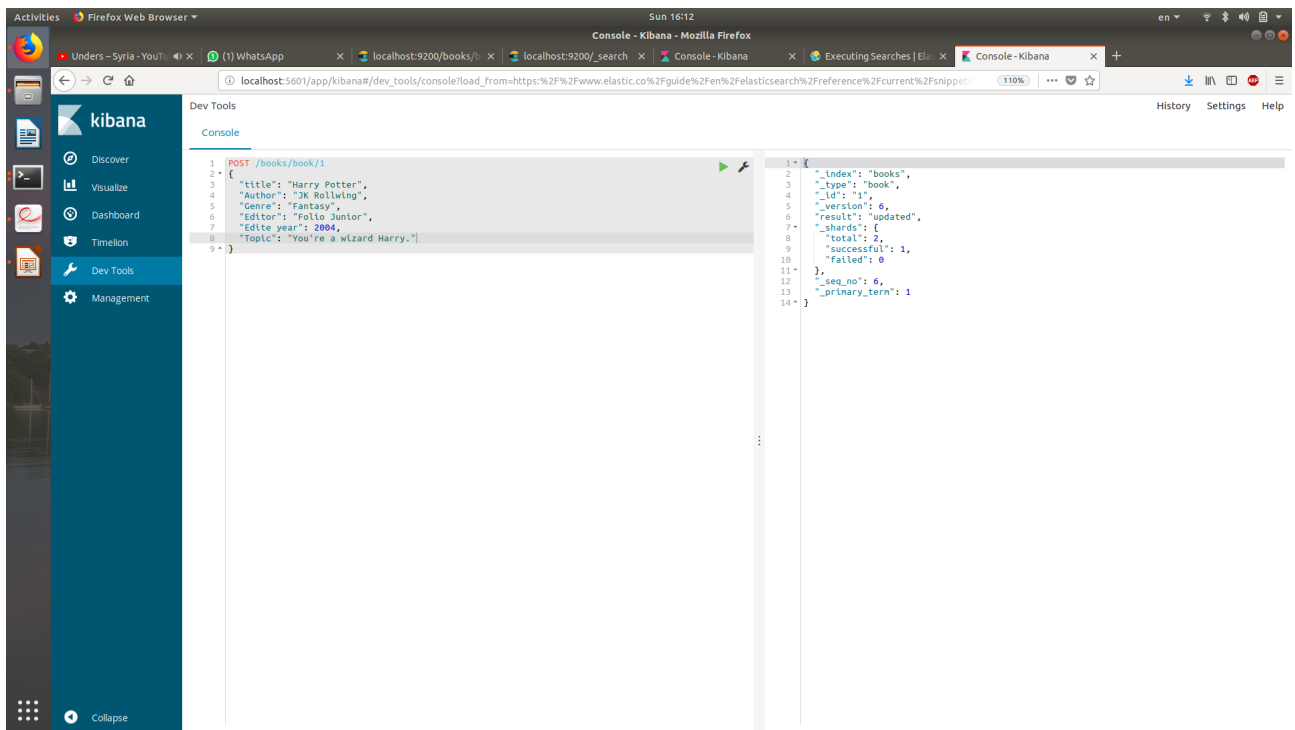 Activities Firefox Web Browser Sun 16:12 en
Console - Kibana - Mozilla Firefox
Unders – Syria - YouTu (1) WhatsApp localhost:9200/books/b localhost:9200/_search Console - Kibana Executing Searches | Ela Console - Kibana
localhost:5601/app/kibana#/dev_tools/console?load_from=https:%2F%2Fwww.elastic.co%2Fguide%2Fen%2Felasticsearch%2Freference%2Fcurrent%2Fsnippe 110%
kibana
Discover
Visualize
Dashboard
Timelion
Dev Tools
Management
Collapse
Dev Tools History Settings Help
Console
1 POST /books/book/1
2 {
3 "title": "Harry Potter",
4 "Author": "JK Rollwing",
5 "Genre": "Fantasy",
6 "Editor": "Folio Junior",
7 "Edite year": 2004,
8 "Topic": "You're a wizard Harry."
9 }
1 {
2 "_index": "books",
3 "_type": "book",
4 "_id": "1",
5 "_version": 6,
6 "result": "updated",
7 "_shards": {
8 "total": 2,
9 "successful": 1,
10 "failed": 0
11 },
12 "_seq_no": 6,
13 "_primary_term": 1
14 }